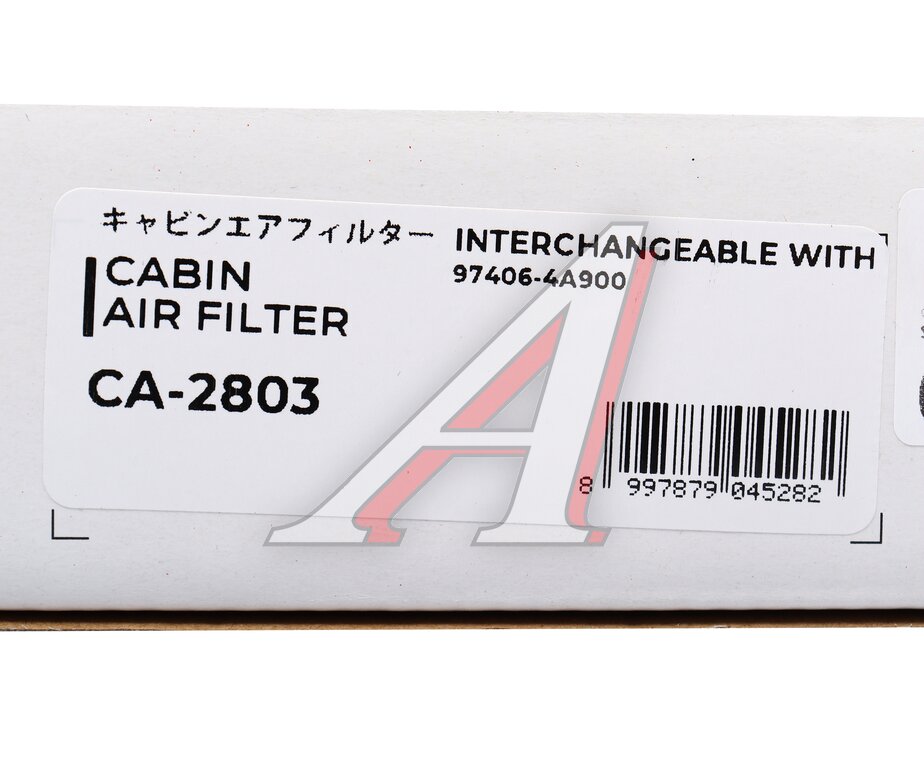 キャビンエアフィルター
CABIN
AIR FILTER
CA-2803
INTERCHANGEABLE WITH
97406-4A900
8 997879 045282